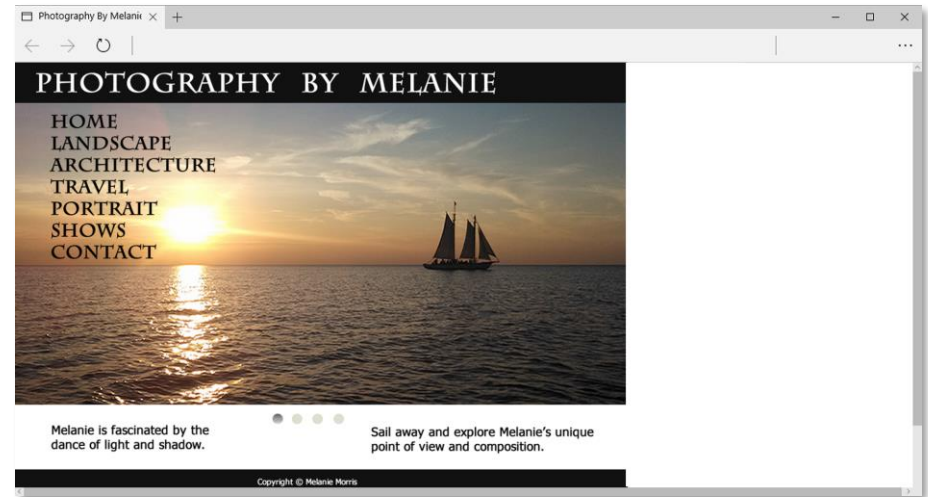 Photography By Melanie
PHOTOGRAPHY BY MELANIE
HOME
LANDSCAPE
ARCHITECTURE
TRAVEL
PORTRAIT
SHOWS
CONTACT
Melanie is fascinated by the
dance of light and shadow.
Sail away and explore Melanie’s unique
point of view and composition.
Copyright © Melanie Morris